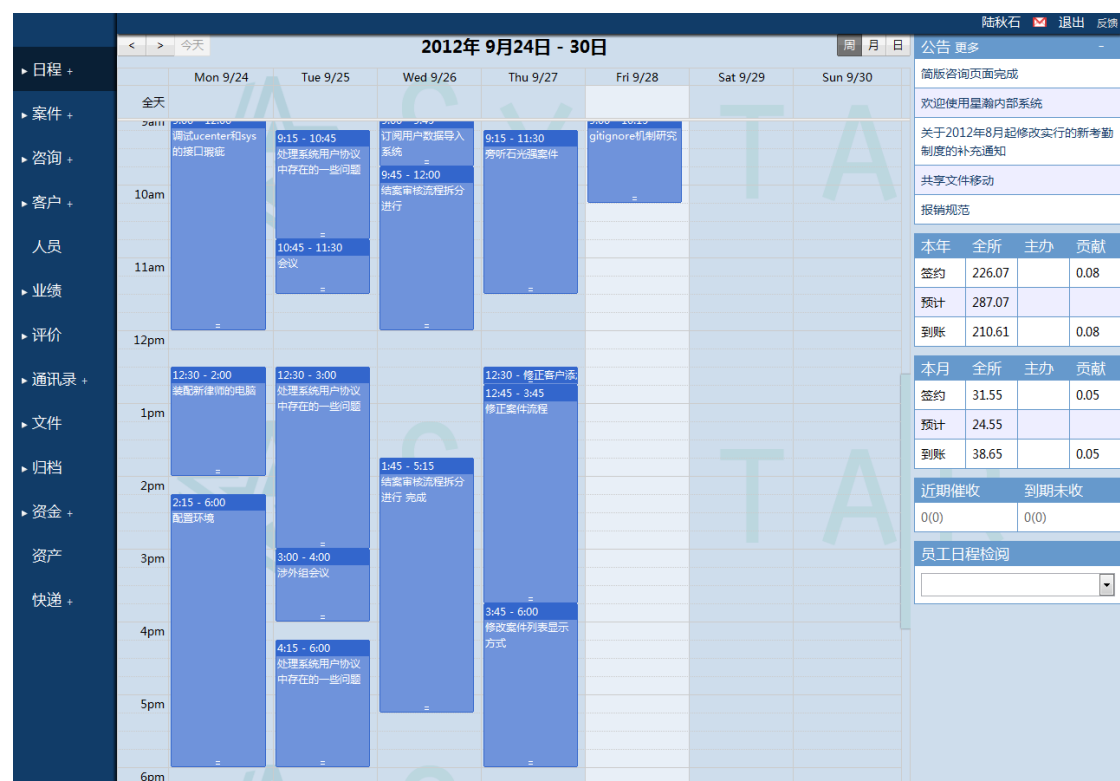 陆秋石 退出 反馈
日程 +
案件 +
咨询 +
客户 +
人员
业绩
评价
通讯录 +
文件
归档
资金 +
资产
快递 +
< > 今天
2012年 9月24日 - 30日
周 月 日
Mon 9/24 Tue 9/25 Wed 9/26 Thu 9/27 Fri 9/28 Sat 9/29 Sun 9/30
全天
9am
10am
11am
12pm
1pm
2pm
3pm
4pm
5pm
6pm
9:00 - 12:00
调试ucenter和sys
的接口瑕疵
12:30 - 2:00
装配新律师的电脑
2:15 - 6:00
配置环境
9:15 - 10:45
处理系统用户协议
中存在的一些问题
10:45 - 11:30
会议
12:30 - 3:00
处理系统用户协议
中存在的一些问题
3:00 - 4:00
涉外组会议
4:15 - 6:00
处理系统用户协议
中存在的一些问题
订阅用户数据导入
系统
9:45 - 12:00
结案审核流程拆分
进行
1:45 - 5:15
结案审核流程拆分
进行 完成
9:15 - 11:30
旁听石光强案件
12:30 - 修正客户添
12:45 - 3:45
修正案件流程
3:45 - 6:00
修改案件列表显示
方式
9:00 - 10:15
gitignore机制研究
公告 更多 -
简版咨询页面完成
欢迎使用星瀚内部系统
关于2012年8月起修改实行的新考勤
制度的补充通知
共享文件移动
报销规范
本年 全所 主办 贡献
签约 226.07 0.08
预计 287.07
到账 210.61 0.08
本月 全所 主办 贡献
签约 31.55 0.05
预计 24.55
到账 38.65 0.05
近期催收 到期未收
0(0) 0(0)
员工日程检阅